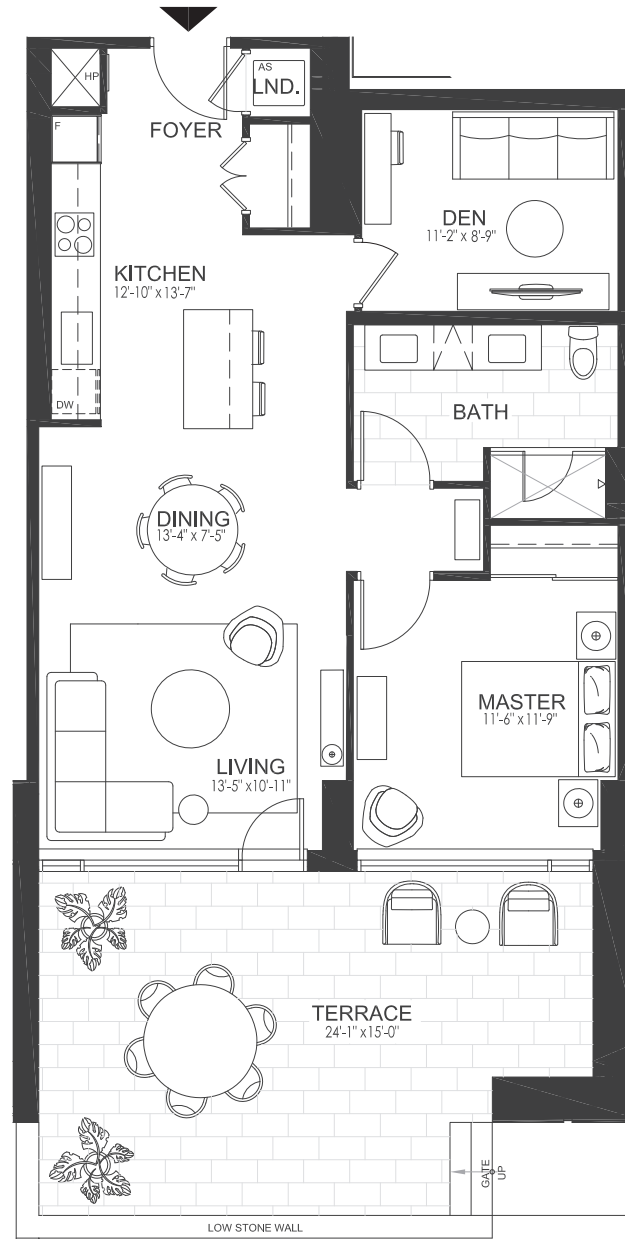 AS
HP
LND.
F
FOYER
DEN
11'-2" x 8'-9"
KITCHEN
12'-10" x 13'-7"
DW
BATH
DINING
13'-4" x 7'-5"
MASTER
11'-6" x 11'-9"
LIVING
13'-5" x 10'-11"
TERRACE
24'-1" x 15'-0"
GATE
UP
LOW STONE WALL